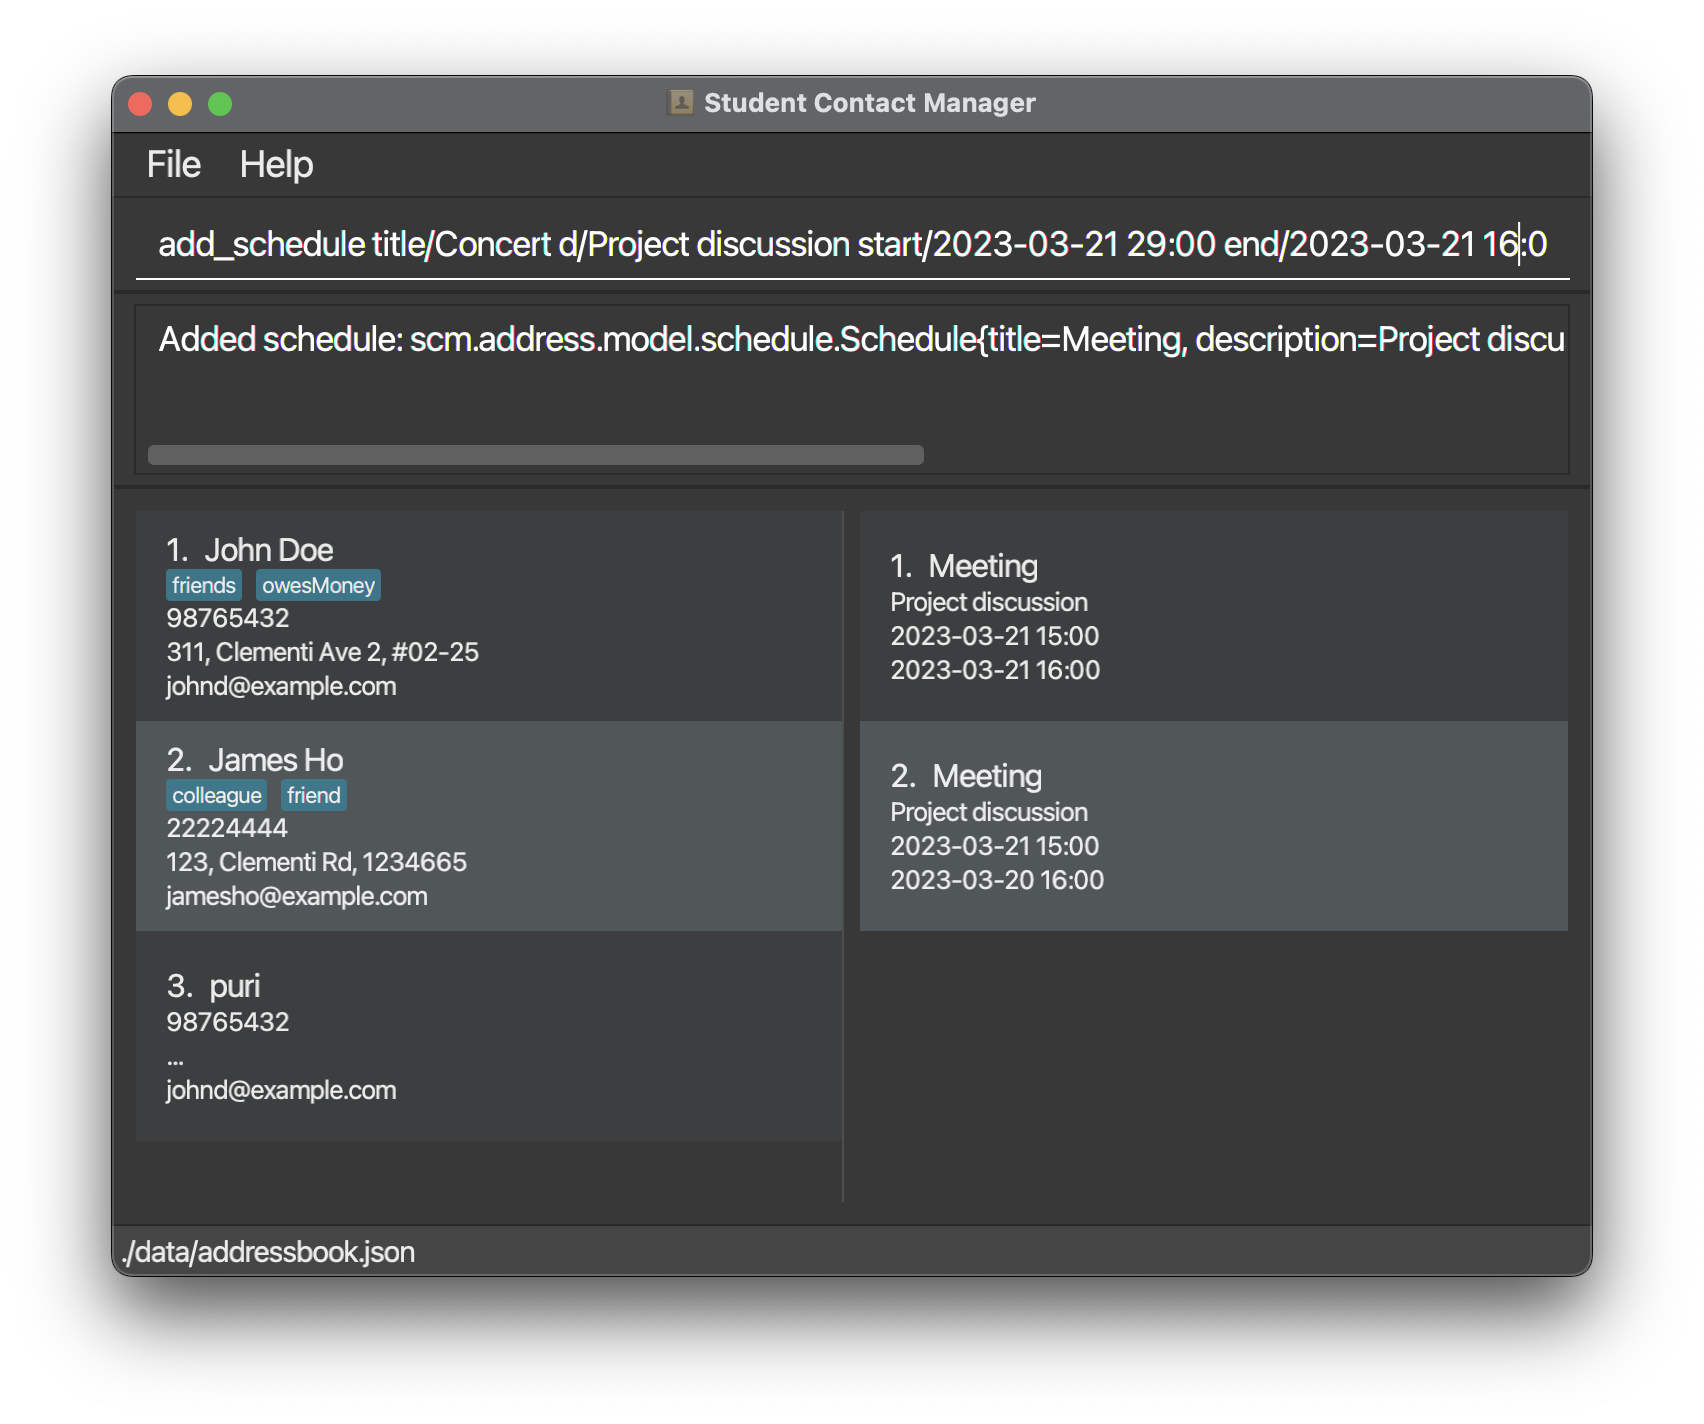 Student Contact Manager
File Help
add_schedule title/Concert d/Project discussion start/2023-03-21 29:00 end/2023-03-21 16:0
Added schedule: scm.address.model.schedule.Schedule{title=Meeting, description=Project discu
1. John Doe
friends owesMoney
98765432
311, Clementi Ave 2, #02-25
johnd@example.com
2. James Ho
colleague friend
22224444
123, Clementi Rd, 1234665
jamesho@example.com
3. puri
98765432
...
johnd@example.com
1. Meeting
Project discussion
2023-03-21 15:00
2023-03-21 16:00
2. Meeting
Project discussion
2023-03-21 15:00
2023-03-20 16:00
./data/addressbook.json